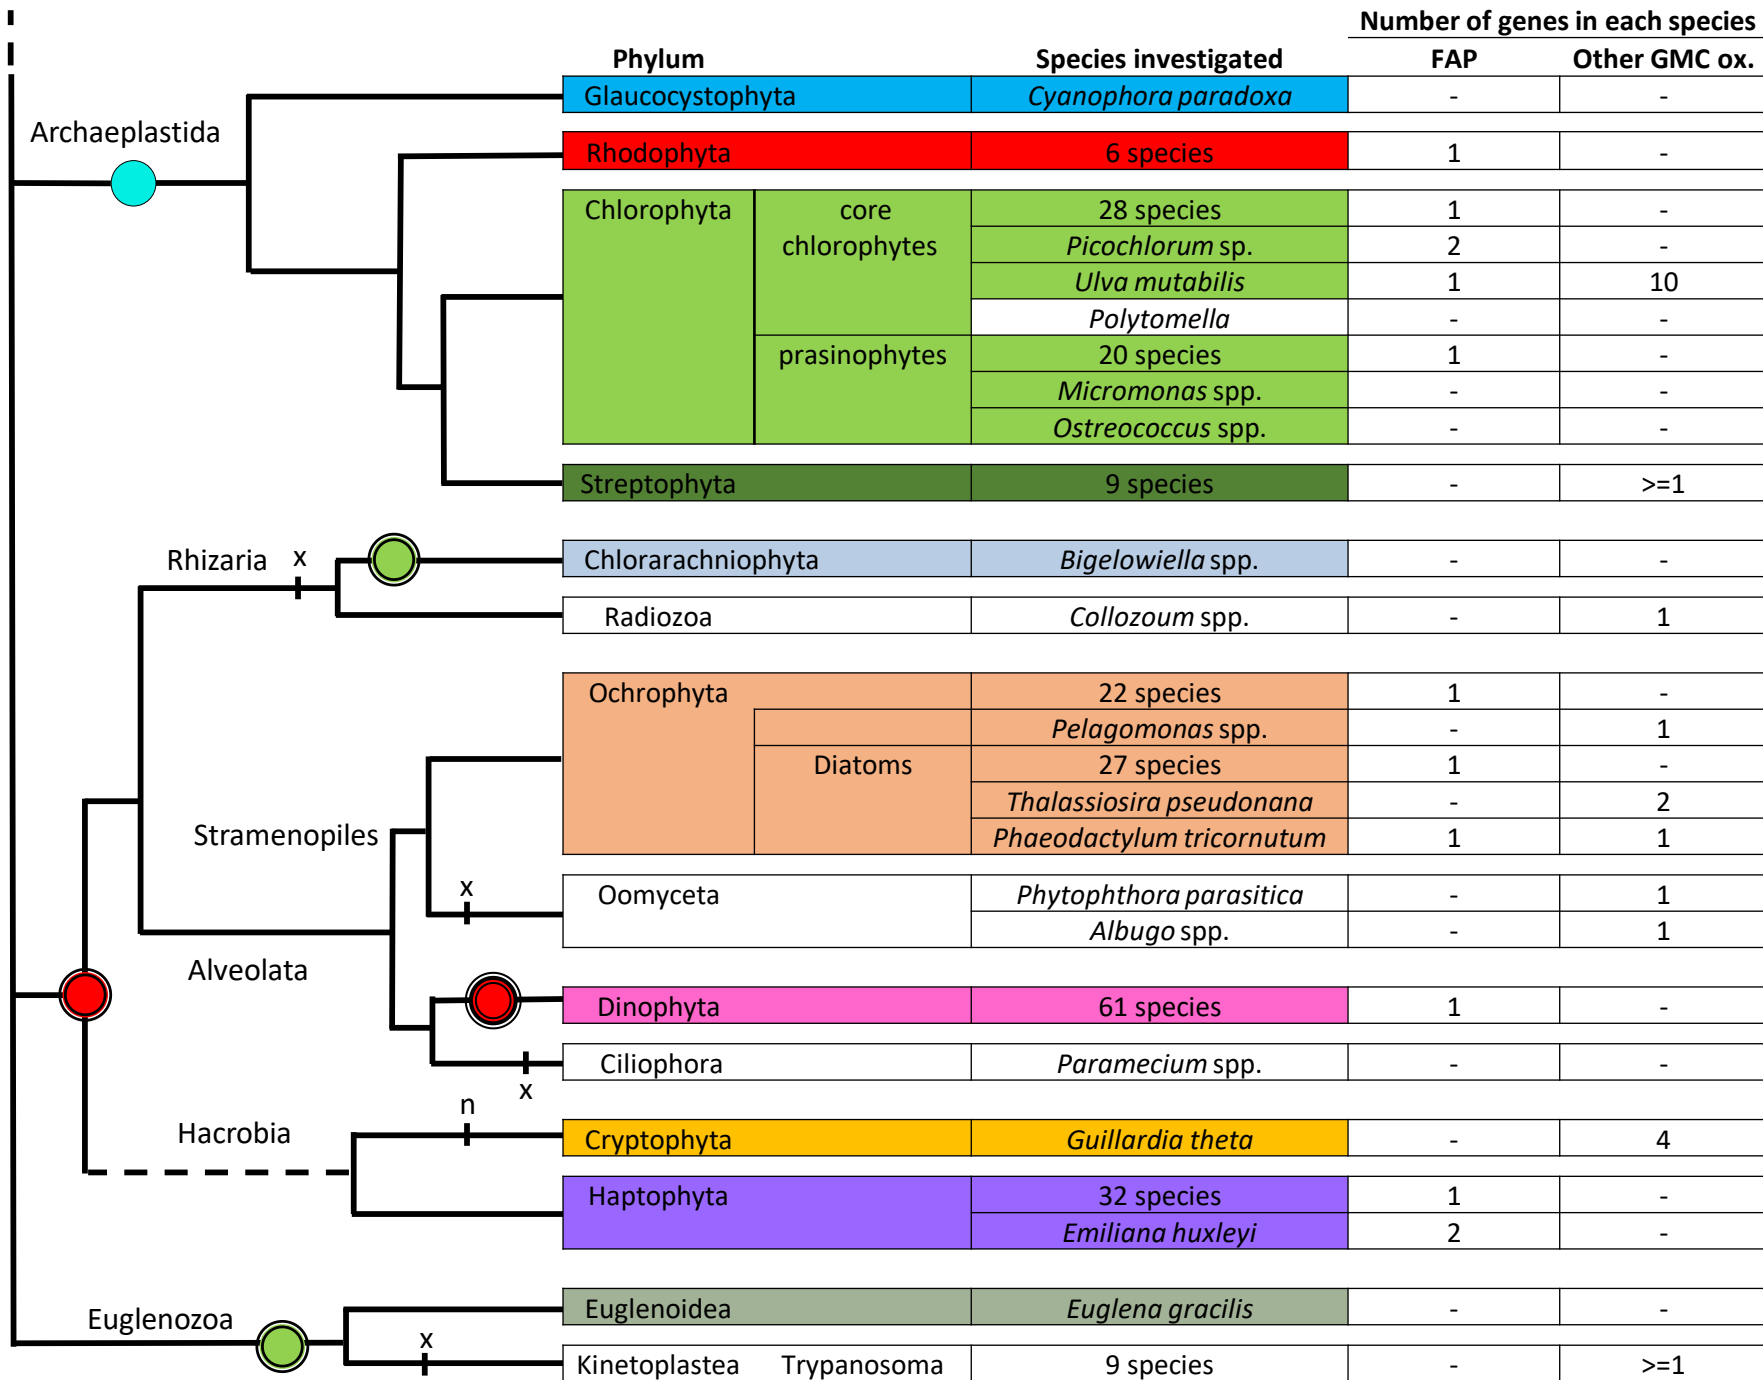 Number of genes in each species
Phylum Species investigated FAP Other GMC ox.
Glaucocystophyta Cyanophora paradoxa - -
Archaeplastida
Rhodophyta 6 species 1 -
Chlorophyta core 28 species 1 -
chlorophytes Picochlorum sp. 2 -
Ulva mutabilis 1 10
Polytomella - -
prasinophytes 20 species 1 -
Micromonas spp. - -
Ostreococcus spp. - -
Streptophyta 9 species - >=1
Rhizaria x Chlorarachniophyta Bigelowiella spp. - -
Radiozoa Collozoum spp. - 1
Ochrophyta 22 species 1 -
Pelagomonas spp. - 1
Diatoms 27 species 1 -
Thalassiosira pseudonana - 2
Stramenopiles Phaeodactylum tricornutum 1 1
x Oomyceta Phytophthora parasitica - 1
Albugo spp. - 1
Alveolata
Dinophyta 61 species 1 -
Ciliophora Paramecium spp. - -
x
n
Hacrobia Cryptophyta Guillardia theta - 4
Haptophyta 32 species 1 -
Emiliana huxleyi 2 -
Euglenozoa Euglenoidea Euglena gracilis - -
x
Kinetoplastea Trypanosoma 9 species - >=1